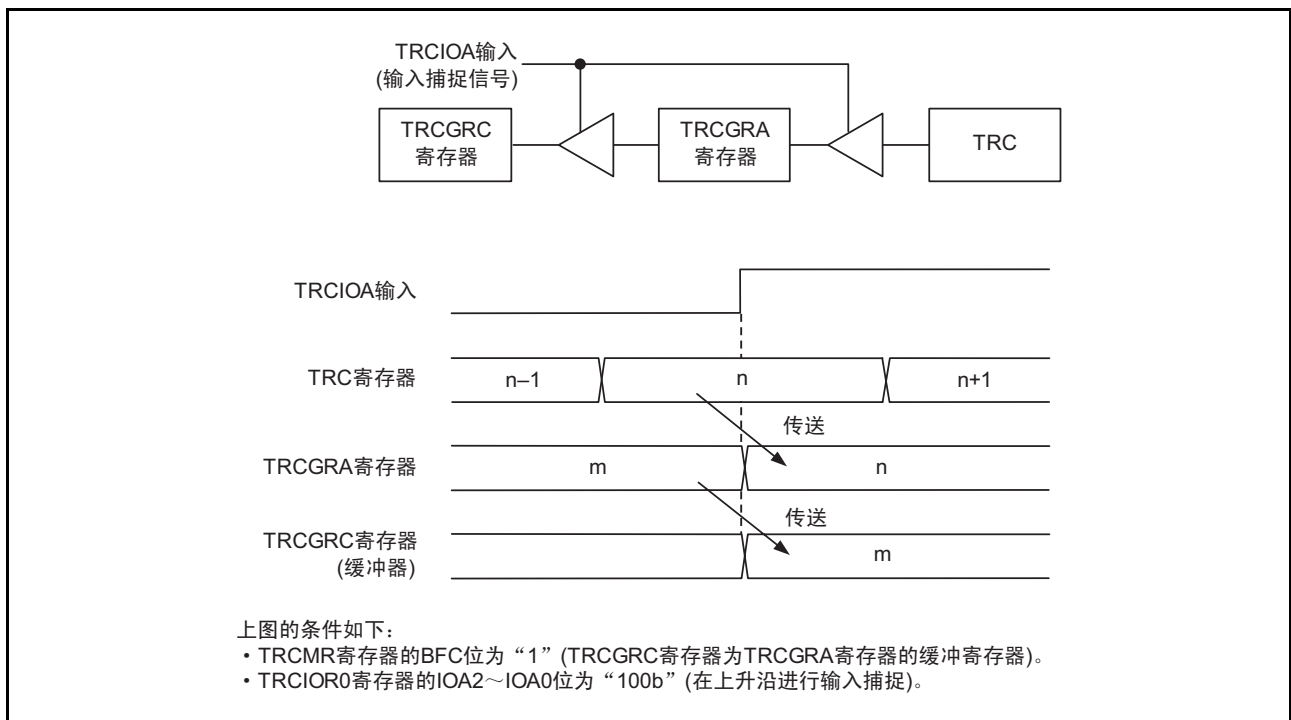 TRCIOA输入
(输入捕捉信号)
TRCGRC
寄存器
TRCGRA
寄存器
TRC
TRCIOA输入
TRC寄存器
n–1
n
n+1
传送
TRCGRA寄存器
m
n
传送
TRCGRC寄存器
(缓冲器)
m
上图的条件如下：
・TRCMR寄存器的BFC位为“1”(TRCGRC寄存器为TRCGRA寄存器的缓冲寄存器)。
・TRCIOR0寄存器的IOA2～IOA0位为“100b”(在上升沿进行输入捕捉)。